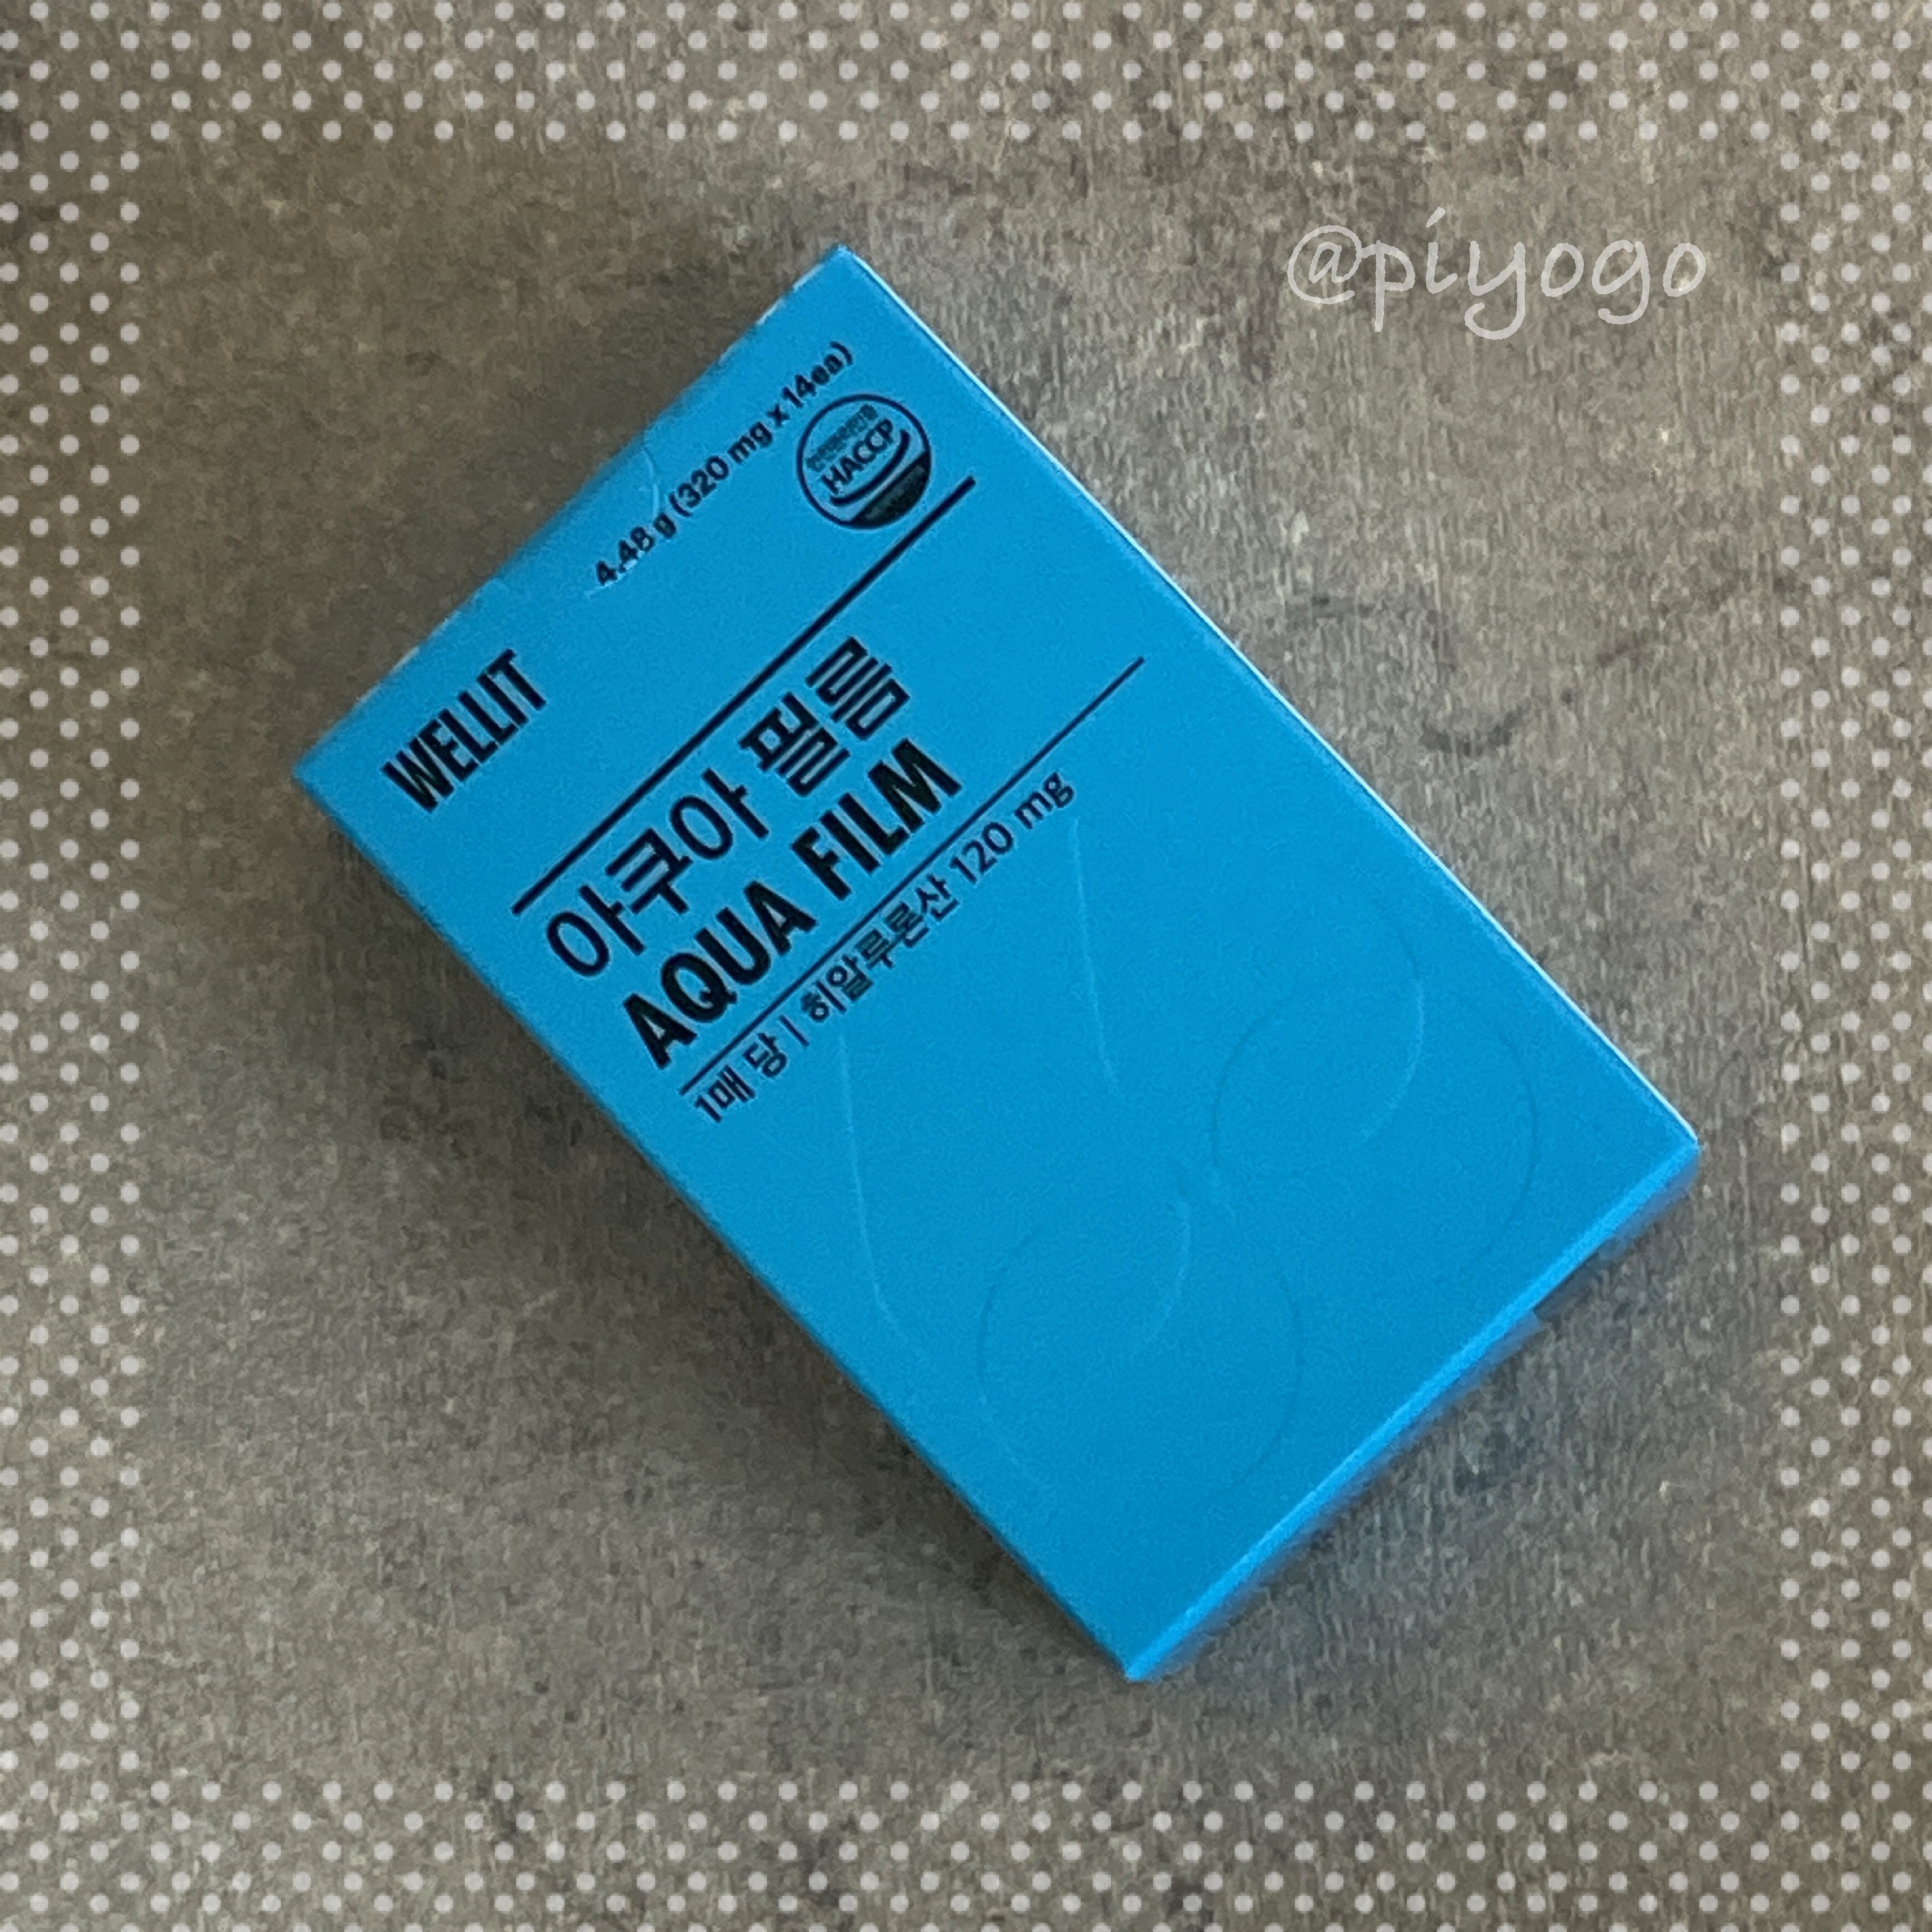 @piyogo
4.48 g (320 mg x 14ea)
HACCP
WELLIT
아쿠아 필름
AQUA FILM
1매 당 | 히알루론산 120 mg